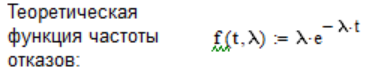 Теоретическая
функция частоты
отказов:
f(t,λ) := λ·e^{-λ·t}